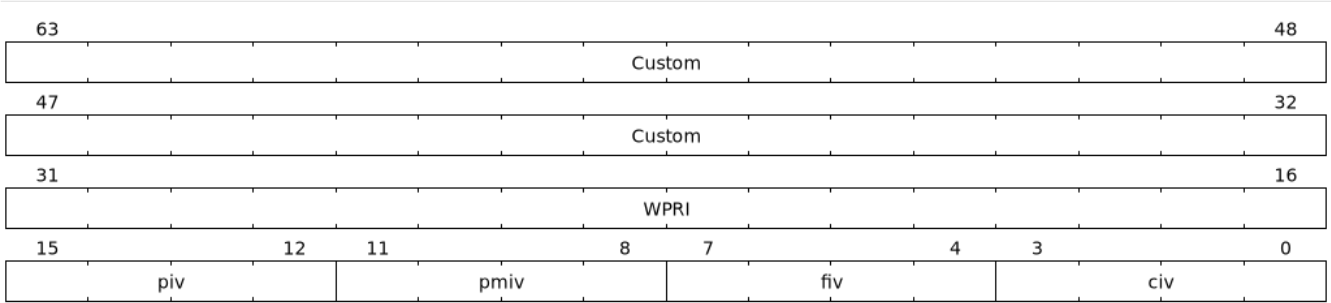 63 48
Custom
47 32
Custom
31 16
WPRI
15 12 11 8 7 4 3 0
piv pmiv fiv civ